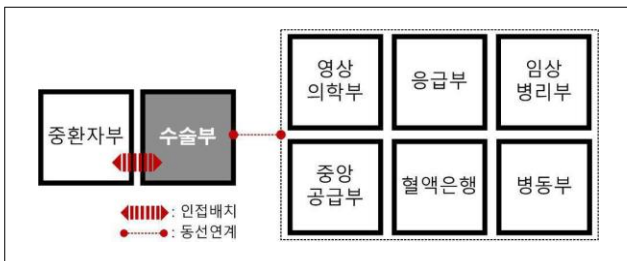 중환자부
수술부
영상
의학부
응급부
임상
병리부
중앙
공급부
혈액은행
병동부
: 인접배치
: 동선연계